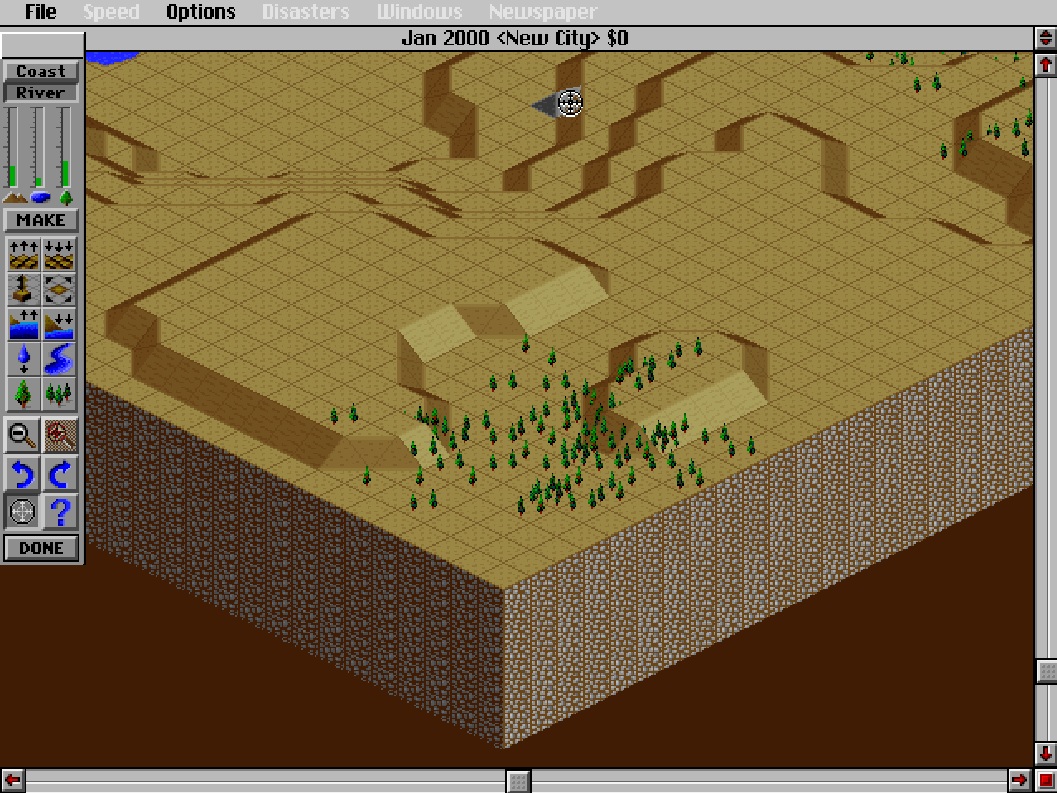 File Speed Options Disasters Windows Newspaper
Jan 2000 <New City> $0
Coast
River
MAKE
?
DONE